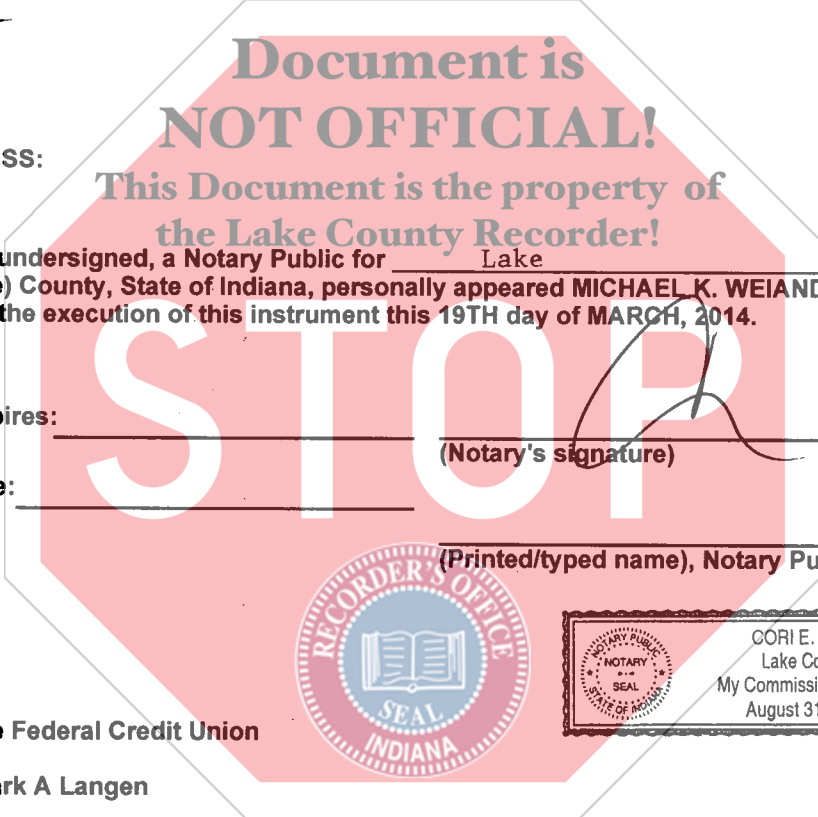 Document is
NOT OFFICIAL!
SS:
This Document is the property of
the Lake County Recorder!
undersigned, a Notary Public for Lake
) County, State of Indiana, personally appeared MICHAEL K. WEIAND
the execution of this instrument this 19TH day of MARCH, 2014.
STOP
ires:
(Notary's signature)
e:
(Printed/typed name), Notary Pu
RECORDER'S OFFICE
SEAL
INDIANA
NOTARY PUBLIC
NOTARY
SEAL
STATE OF INDIANA
CORI E.
Lake Co
My Commissi
August 31
e Federal Credit Union
rk A Langen